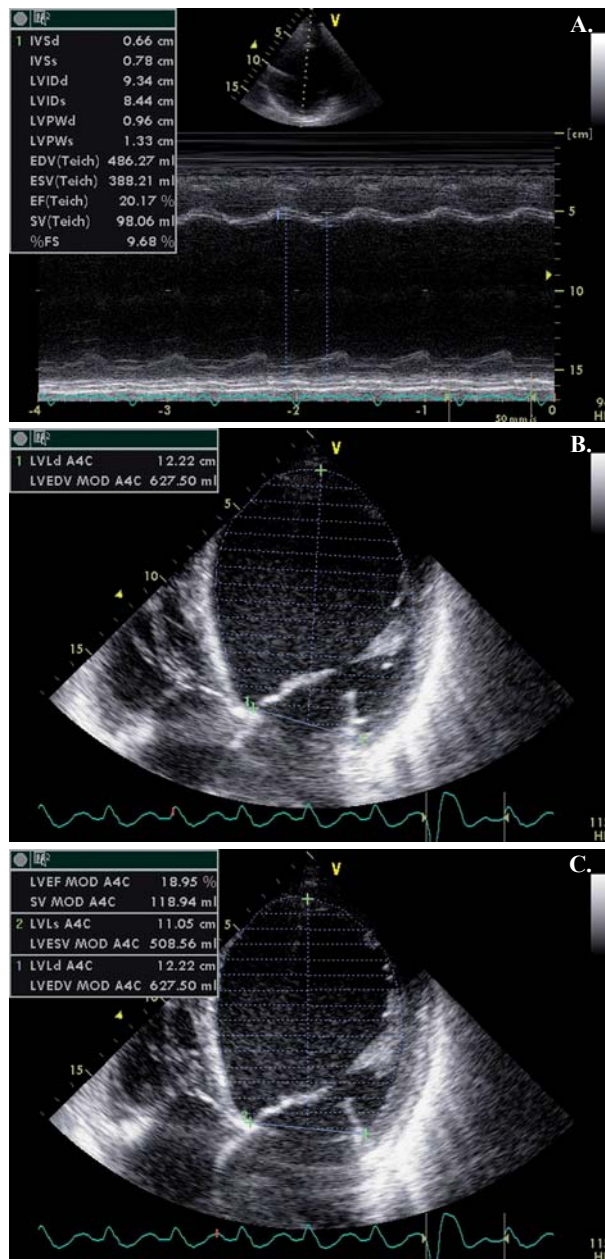 A.
V
1 IVSd 0.66 cm
IVSs 0.78 cm
LVIDd 9.34 cm
LVIDs 8.44 cm
LVPWd 0.96 cm
LVPWs 1.33 cm
EDV(Teich) 486.27 ml
ESV(Teich) 388.21 ml
EF(Teich) 20.17 %
SV(Teich) 98.06 ml
%FS 9.68 %
5
10
15
[cm]
5
10
15
-4 -3 -2 -1 0
50 mm/s
B.
V
1 LVLd A4C 12.22 cm
LVEDV MOD A4C 627.50 ml
5
10
15
C.
V
LVEF MOD A4C 18.95 %
SV MOD A4C 118.94 ml
2 LVLs A4C 11.05 cm
LVESV MOD A4C 508.56 ml
1 LVLd A4C 12.22 cm
LVEDV MOD A4C 627.50 ml
5
10
15